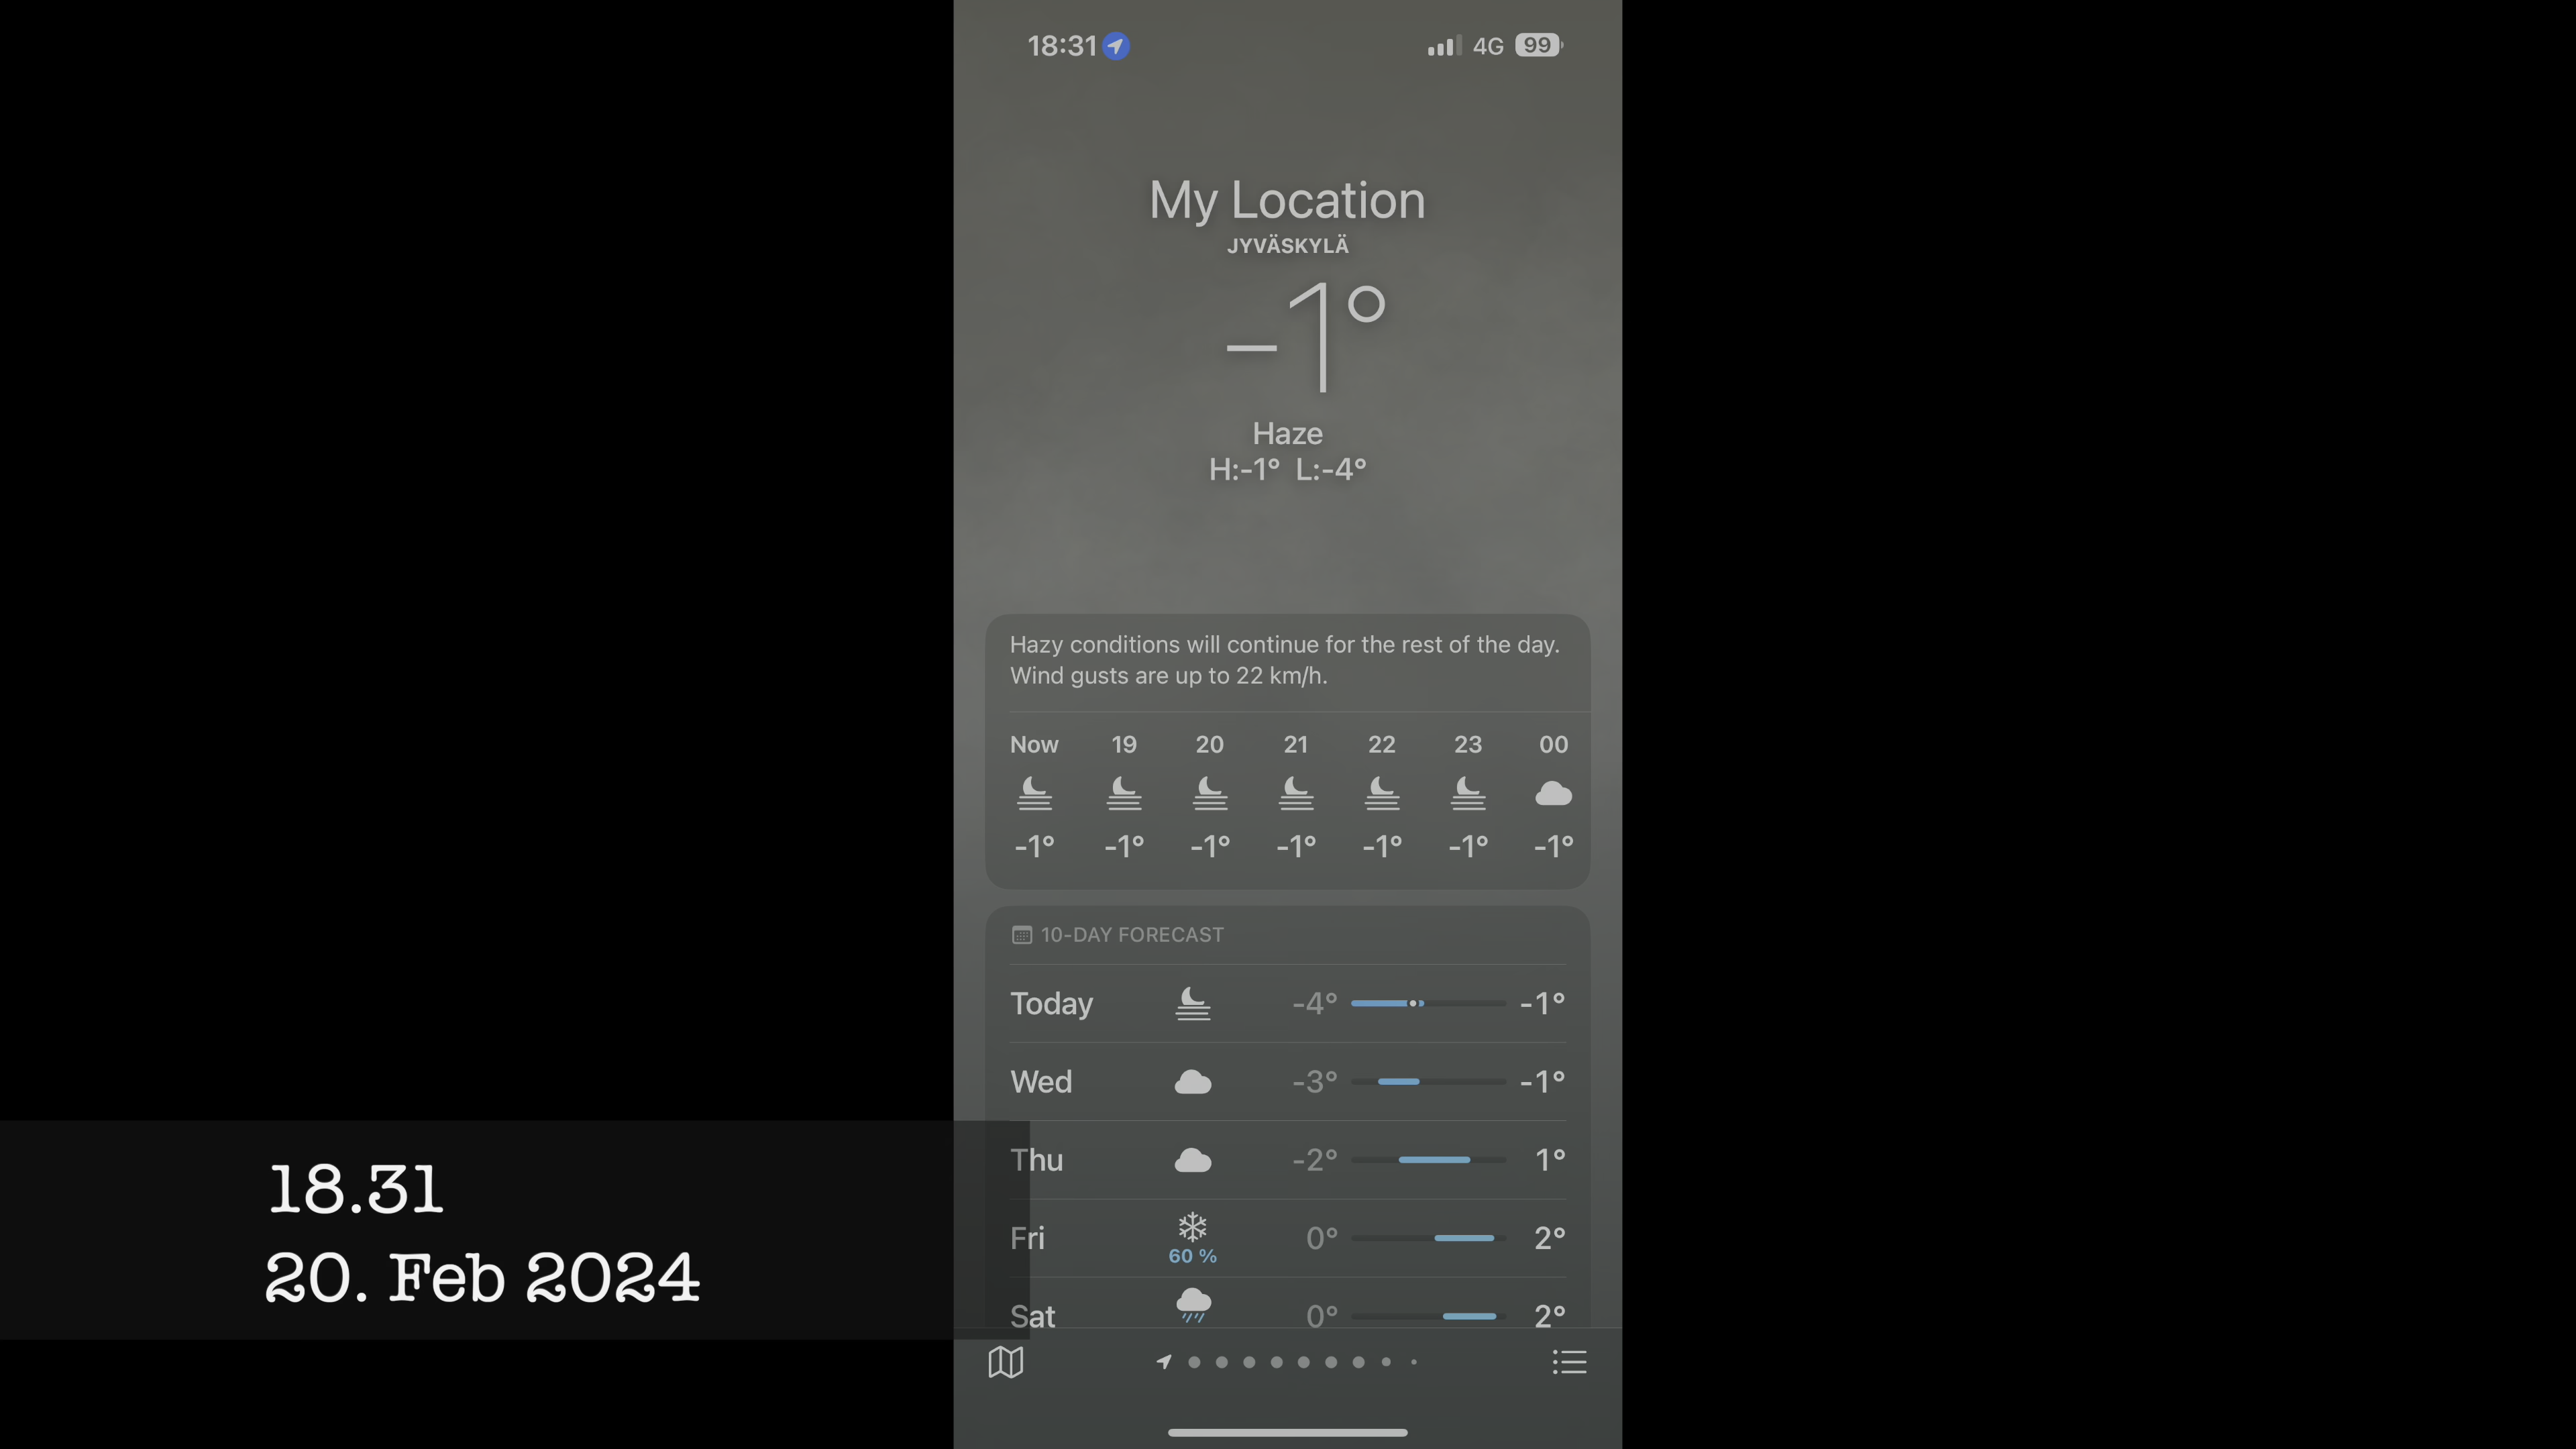 18:31
4G 99
My Location
JYVÄSKYLÄ
–1°
Haze
H:-1° L:-4°
Hazy conditions will continue for the rest of the day.
Wind gusts are up to 22 km/h.
Now 19 20 21 22 23 00
-1° -1° -1° -1° -1° -1° -1°
10-DAY FORECAST
Today -4° -1°
Wed -3° -1°
Thu -2° 1°
Fri 60 % 0° 2°
Sat 0° 2°
18.31
20. Feb 2024